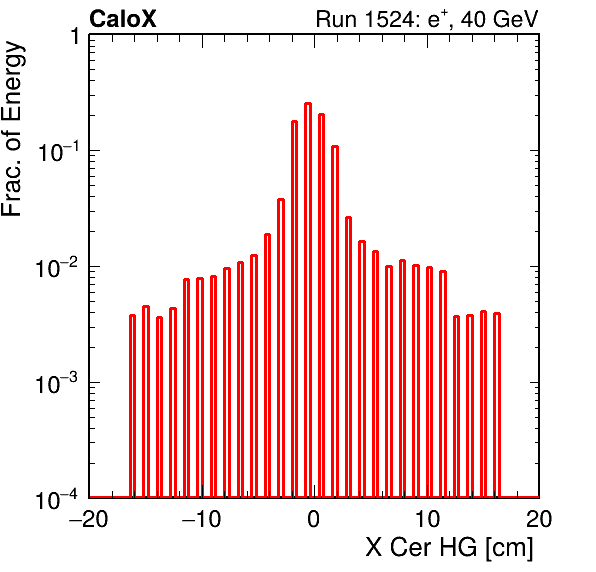 CaloX
Run 1524: e⁺, 40 GeV
Frac. of Energy
1
10⁻¹
10⁻²
10⁻³
10⁻⁴
−20
−10
0
10
20
X Cer HG [cm]